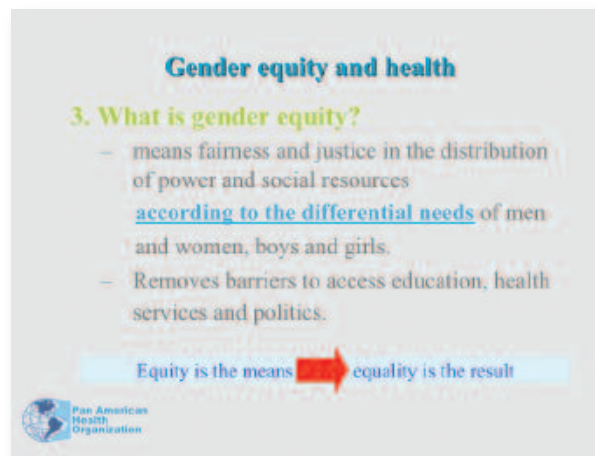 Gender equity and health
3. What is gender equity?
– means fairness and justice in the distribution
of power and social resources
according to the differential needs of men
and women, boys and girls.
– Removes barriers to access education, health
services and politics.
Equity is the means equality is the result
Pan American
Health
Organization